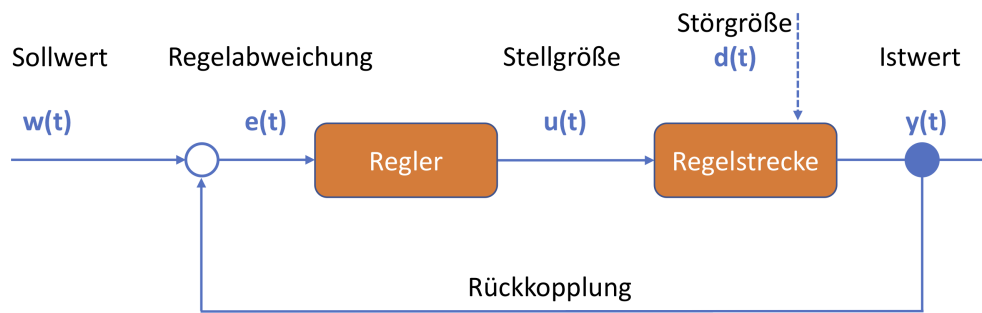 Störgröße
Sollwert
Regelabweichung
Stellgröße
d(t)
Istwert
w(t)
e(t)
u(t)
y(t)
Regler
Regelstrecke
Rückkopplung